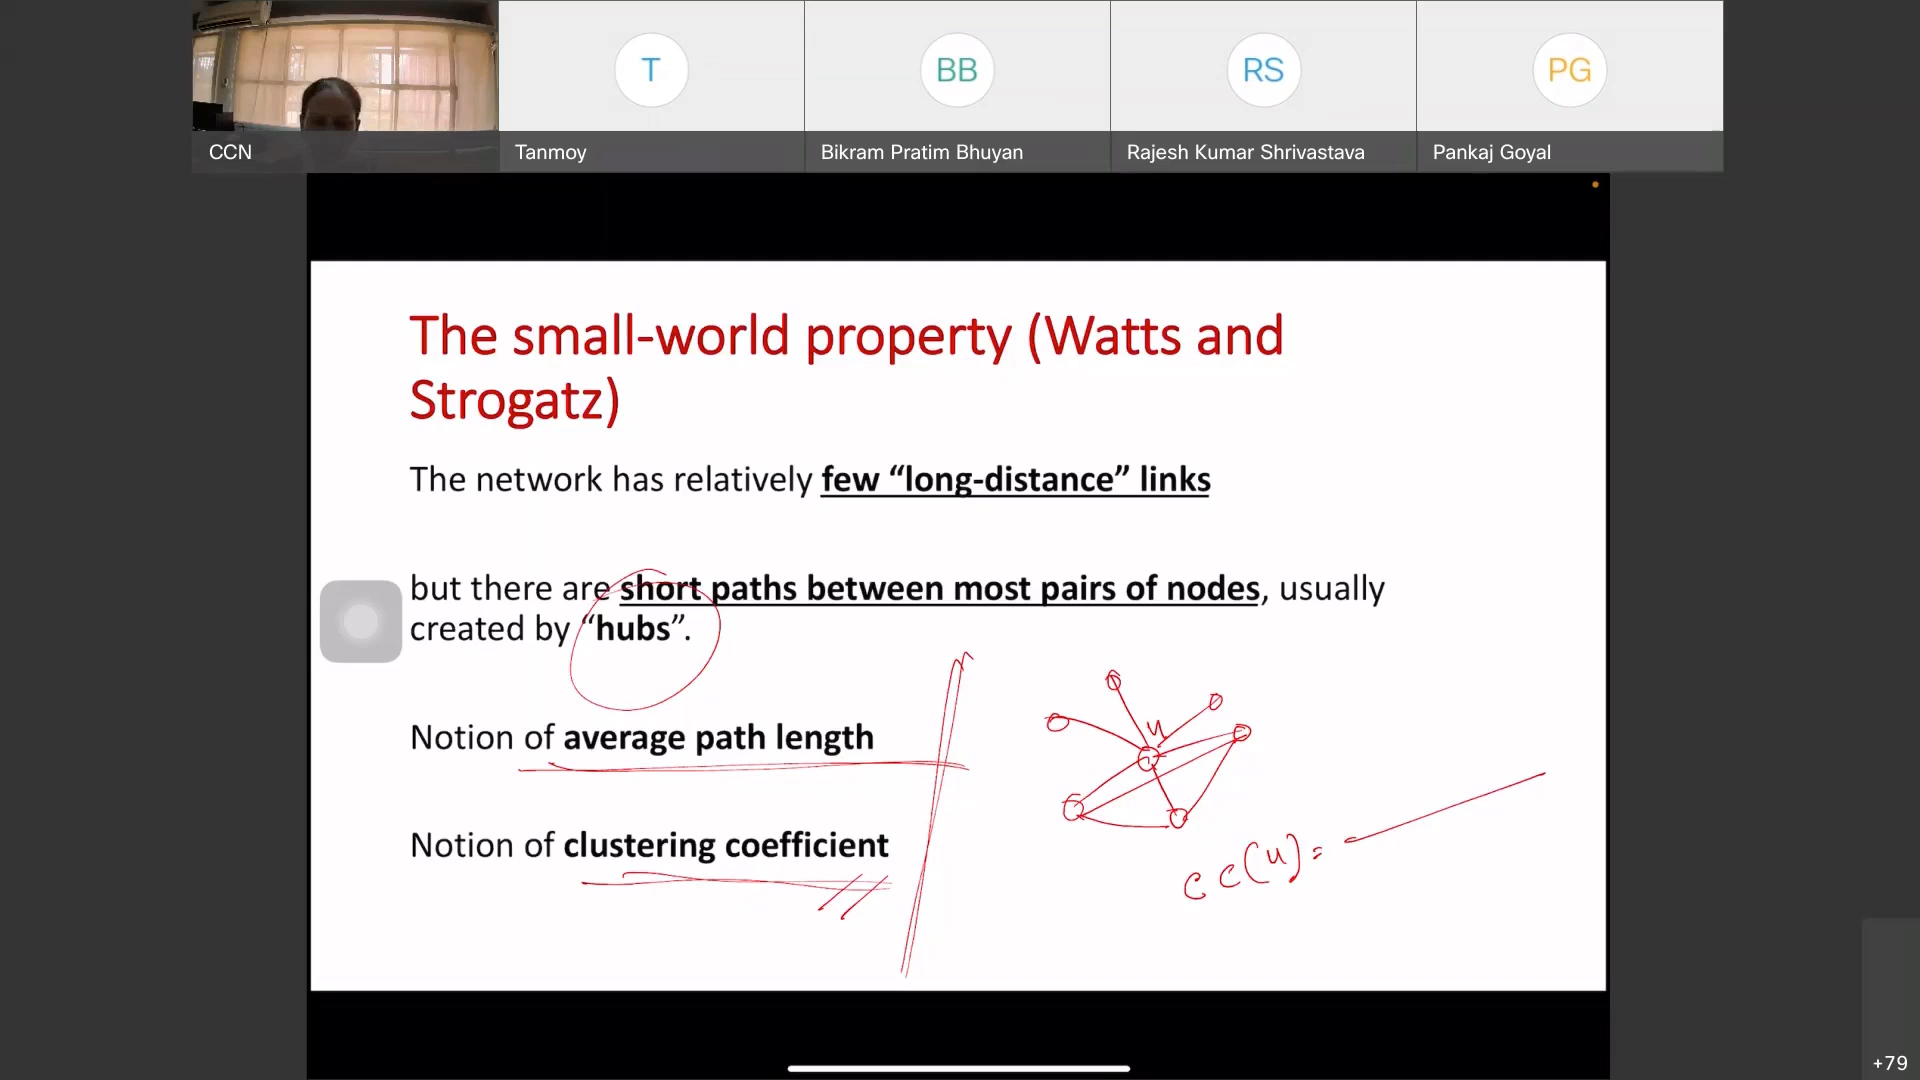 T
BB
RS
PG
CCN
Tanmoy
Bikram Pratim Bhuyan
Rajesh Kumar Shrivastava
Pankaj Goyal
The small-world property (Watts and
Strogatz)
The network has relatively few “long-distance” links
but there are short paths between most pairs of nodes, usually
created by “hubs”.
Notion of average path length
Notion of clustering coefficient
u
cc(u) =
+79